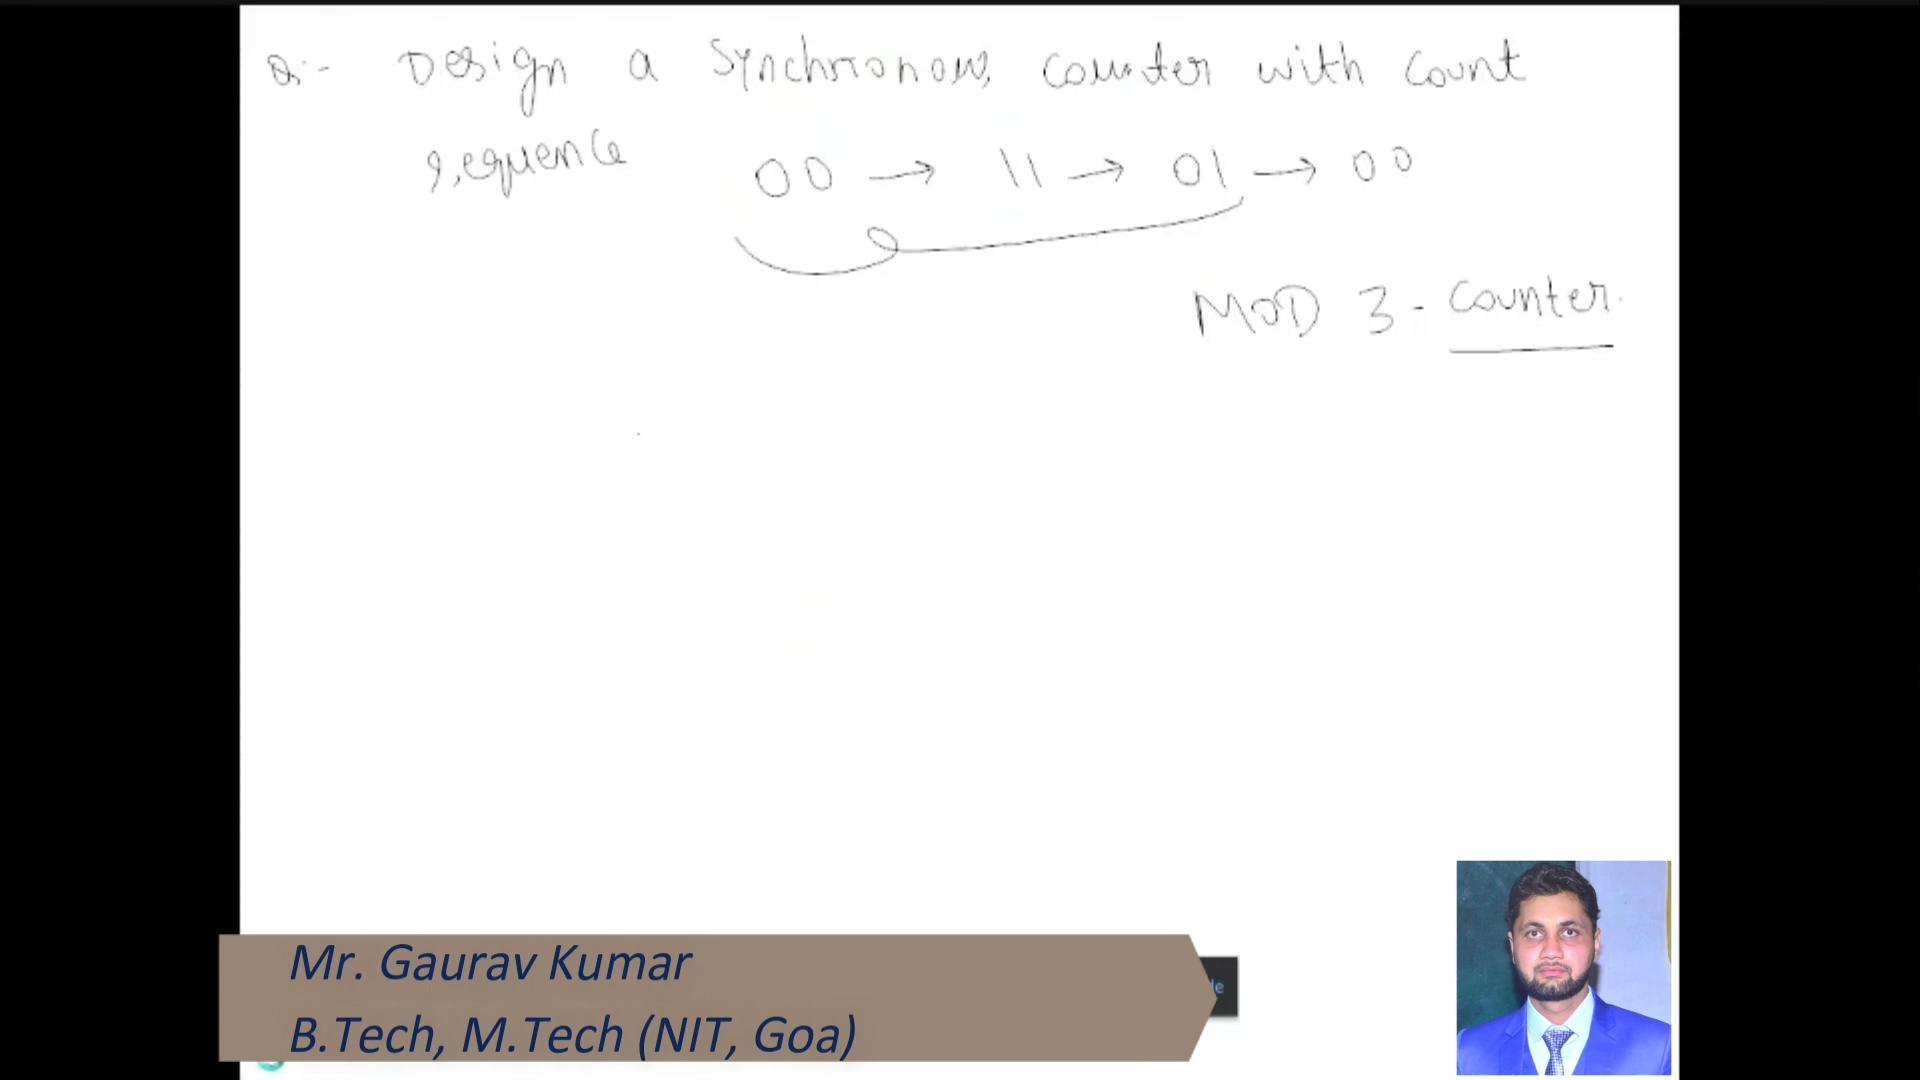 Q:- Design a Synchronous counter with count
sequence 00 → 11 → 01 → 00
MOD 3 - Counter.
Mr. Gaurav Kumar
B.Tech, M.Tech (NIT, Goa)